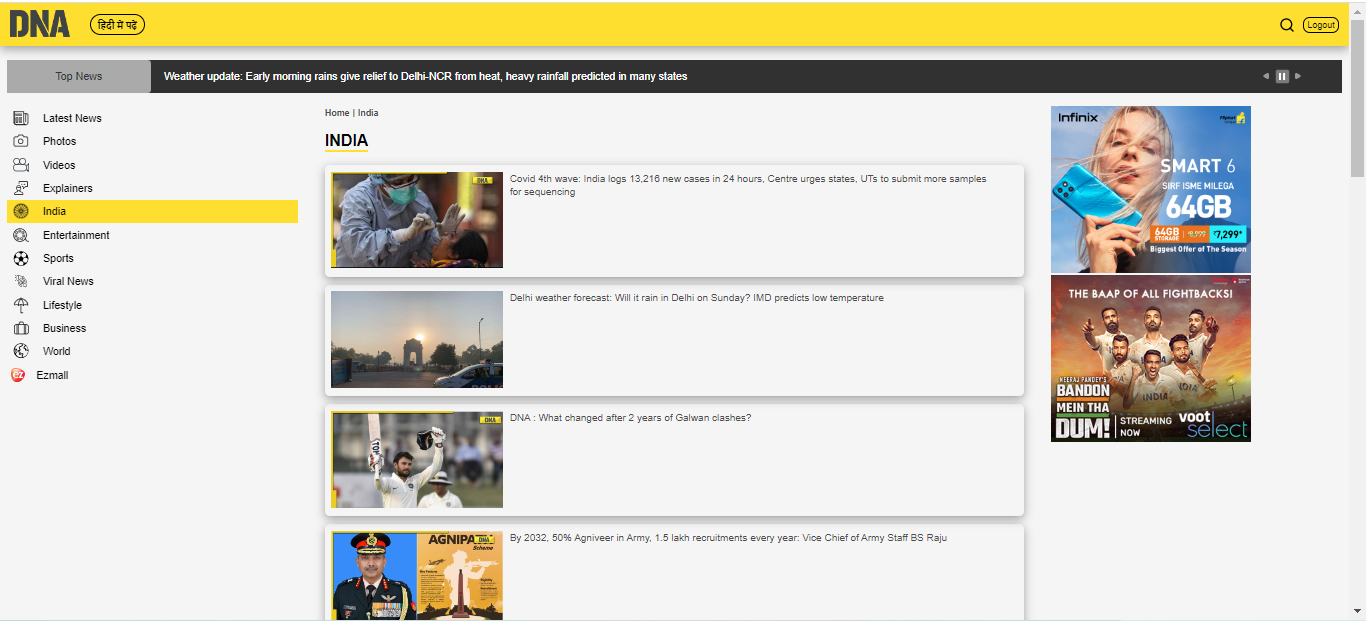 DNA
हिंदी में पढ़ें
Logout
Top News
Weather update: Early morning rains give relief to Delhi-NCR from heat, heavy rainfall predicted in many states
Latest News
Photos
Videos
Explainers
India
Entertainment
Sports
Viral News
Lifestyle
Business
World
ez
Ezmall
Home | India
INDIA
DNA
Covid 4th wave: India logs 13,216 new cases in 24 hours, Centre urges states, UTs to submit more samples
for sequencing
Delhi weather forecast: Will it rain in Delhi on Sunday? IMD predicts low temperature
DNA
DNA : What changed after 2 years of Galwan clashes?
AGNIPA
DNA
Scheme
By 2032, 50% Agniveer in Army, 1.5 lakh recruitments every year: Vice Chief of Army Staff BS Raju
Infinix
SMART 6
SIRF ISME MILEGA
64GB
64GB
STORAGE
₹7,299*
Biggest Offer of The Season
THE BAAP OF ALL FIGHTBACKS!
INDIA
NEERAJ PANDEY'S
BANDON
MEIN THA
DUM!
STREAMING
NOW
voot
select